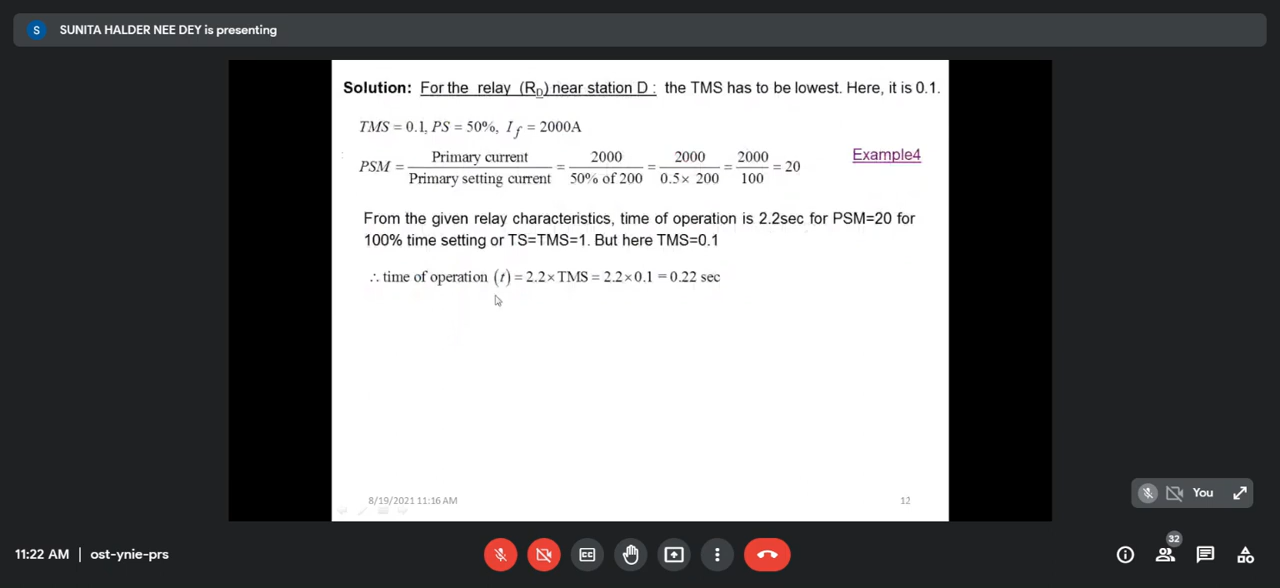 S SUNITA HALDER NEE DEY is presenting
Solution: For the relay (R_D) near station D : the TMS has to be lowest. Here, it is 0.1.
TMS = 0.1, PS = 50%, I_f = 2000A
PSM = Primary current / Primary setting current = 2000 / 50% of 200 = 2000 / 0.5 × 200 = 2000 / 100 = 20
Example4
From the given relay characteristics, time of operation is 2.2sec for PSM=20 for
100% time setting or TS=TMS=1. But here TMS=0.1
∴ time of operation (t) = 2.2 × TMS = 2.2 × 0.1 = 0.22 sec
8/19/2021 11:16 AM
12
You
11:22 AM | ost-ynie-prs
32